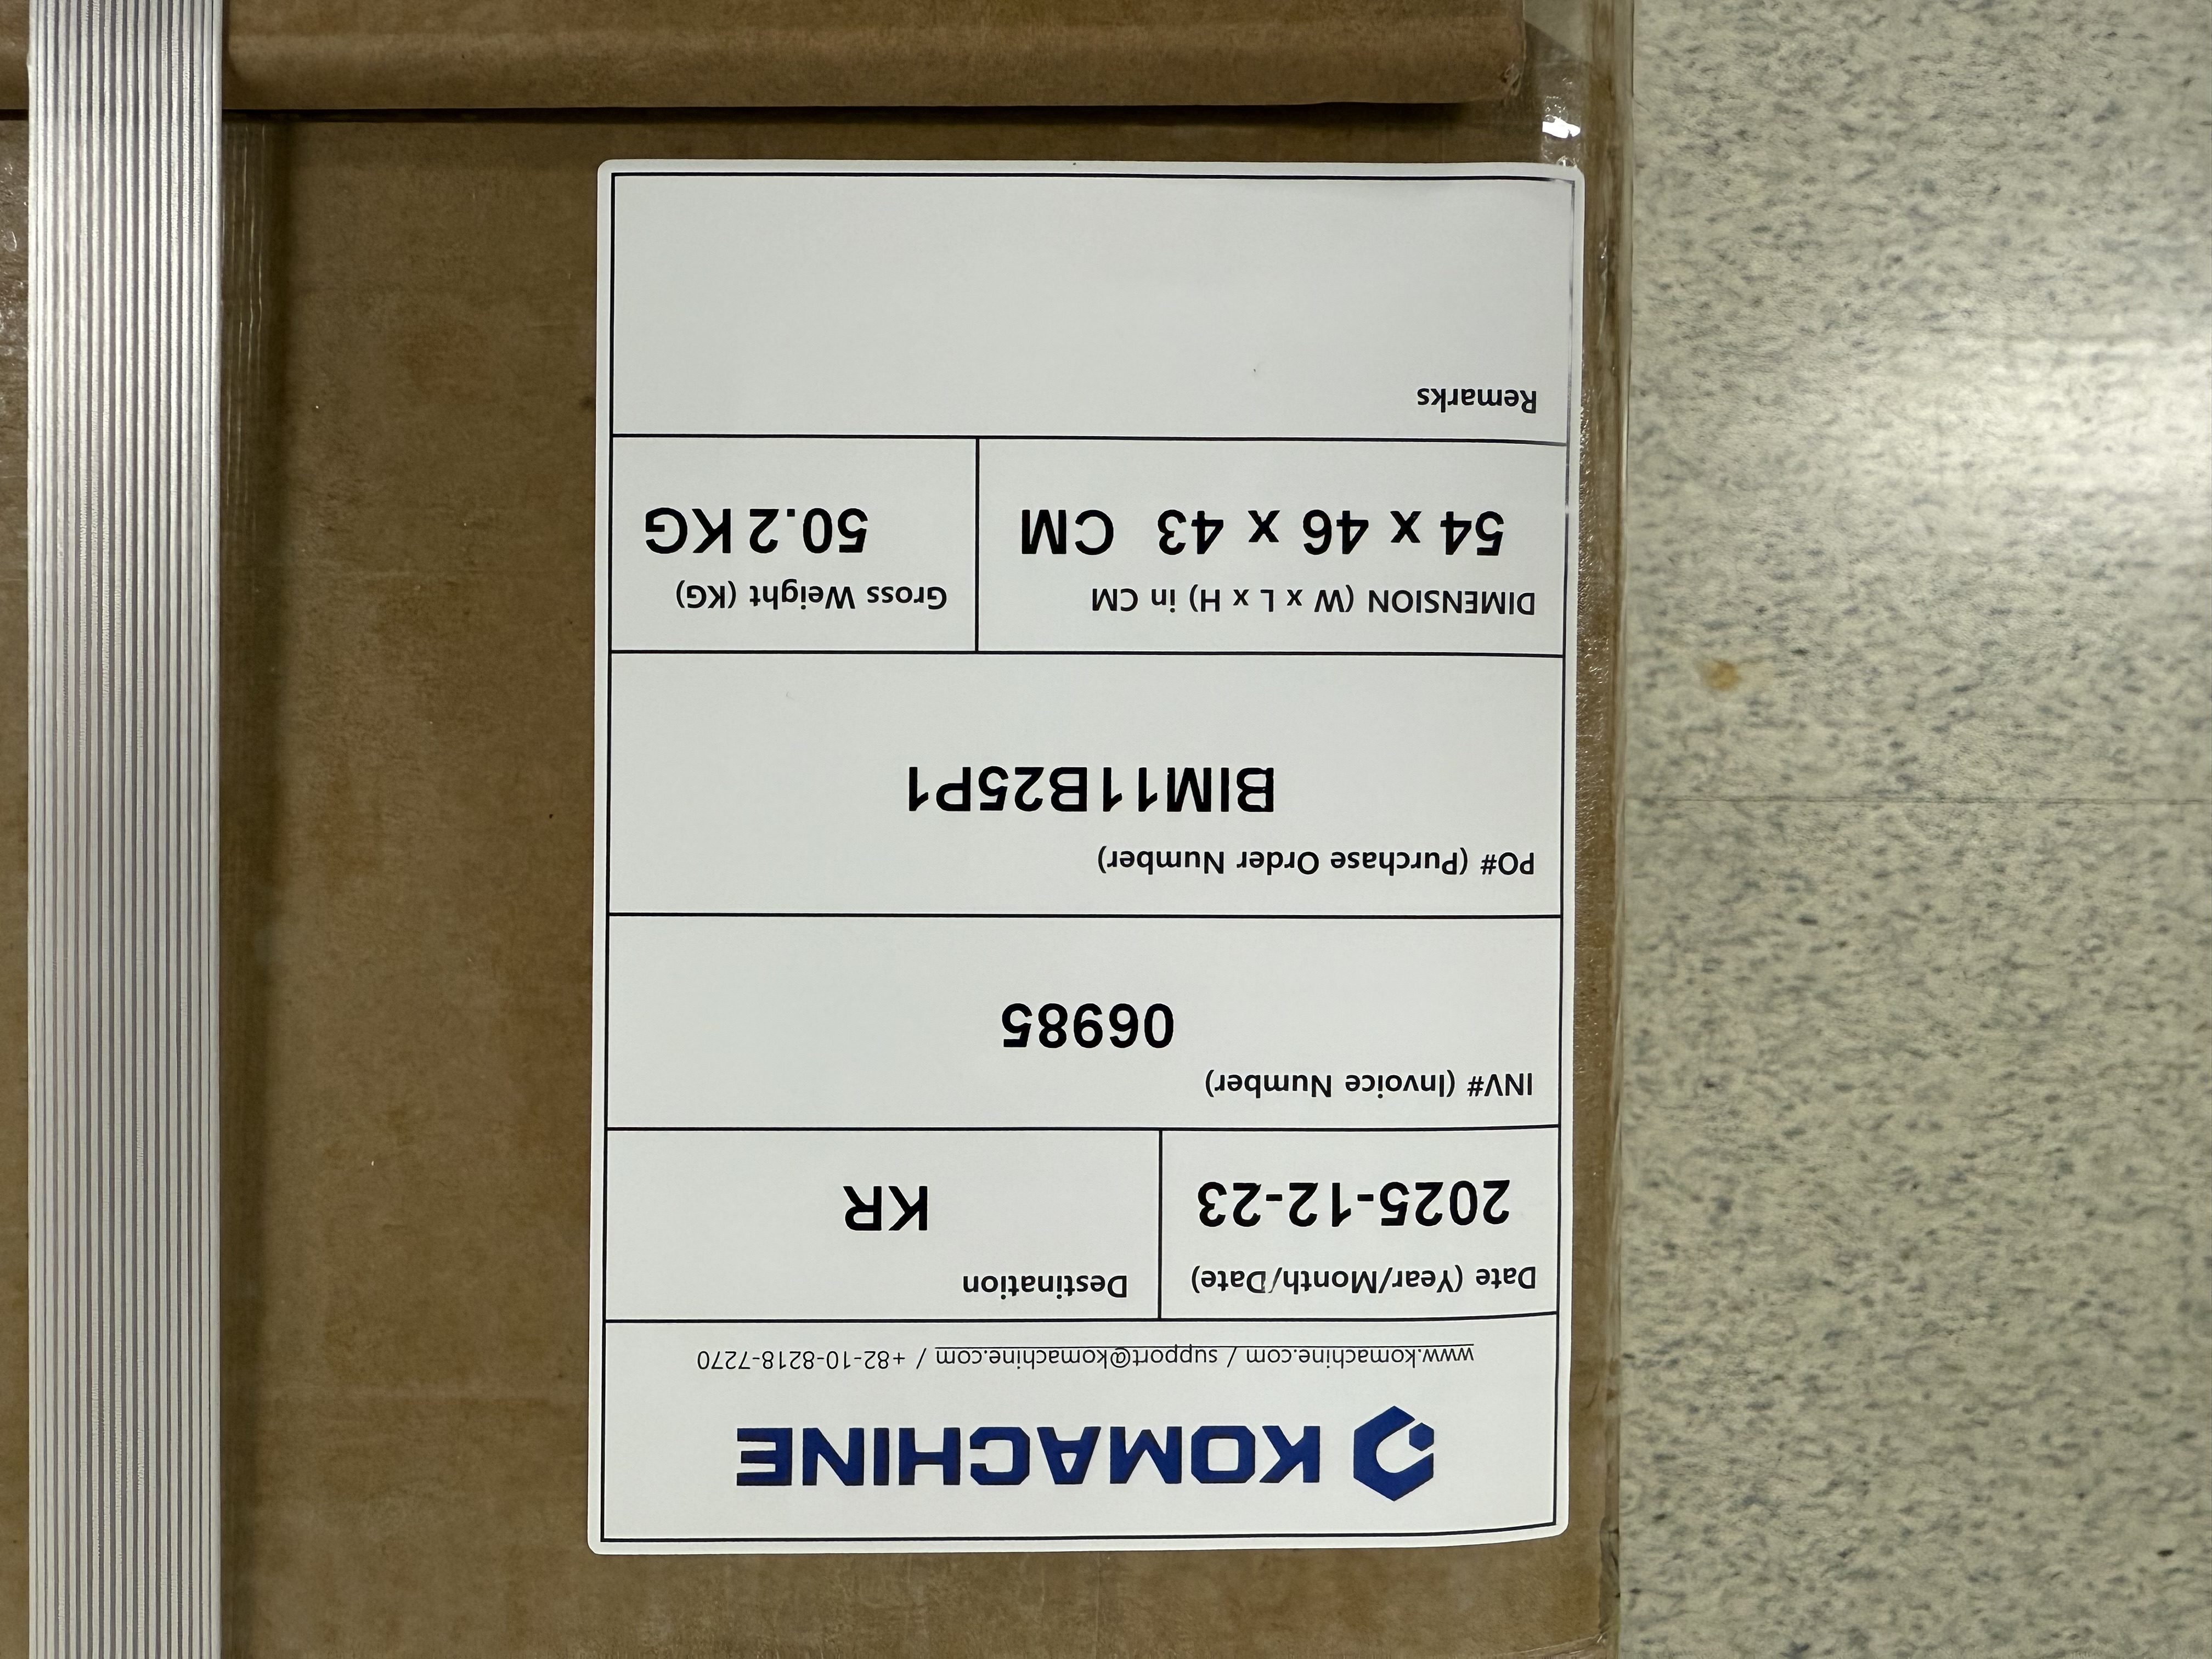 KOMACHINE
www.komachine.com / support@komachine.com / +82-10-8218-7270
Date (Year/Month/Date)
2025-12-23
Destination
KR
INV# (Invoice Number)
06985
PO# (Purchase Order Number)
BIM11B25P1
DIMENSION (W x L x H) in CM
54 x 46 x 43 CM
Gross Weight (KG)
50.2 KG
Remarks